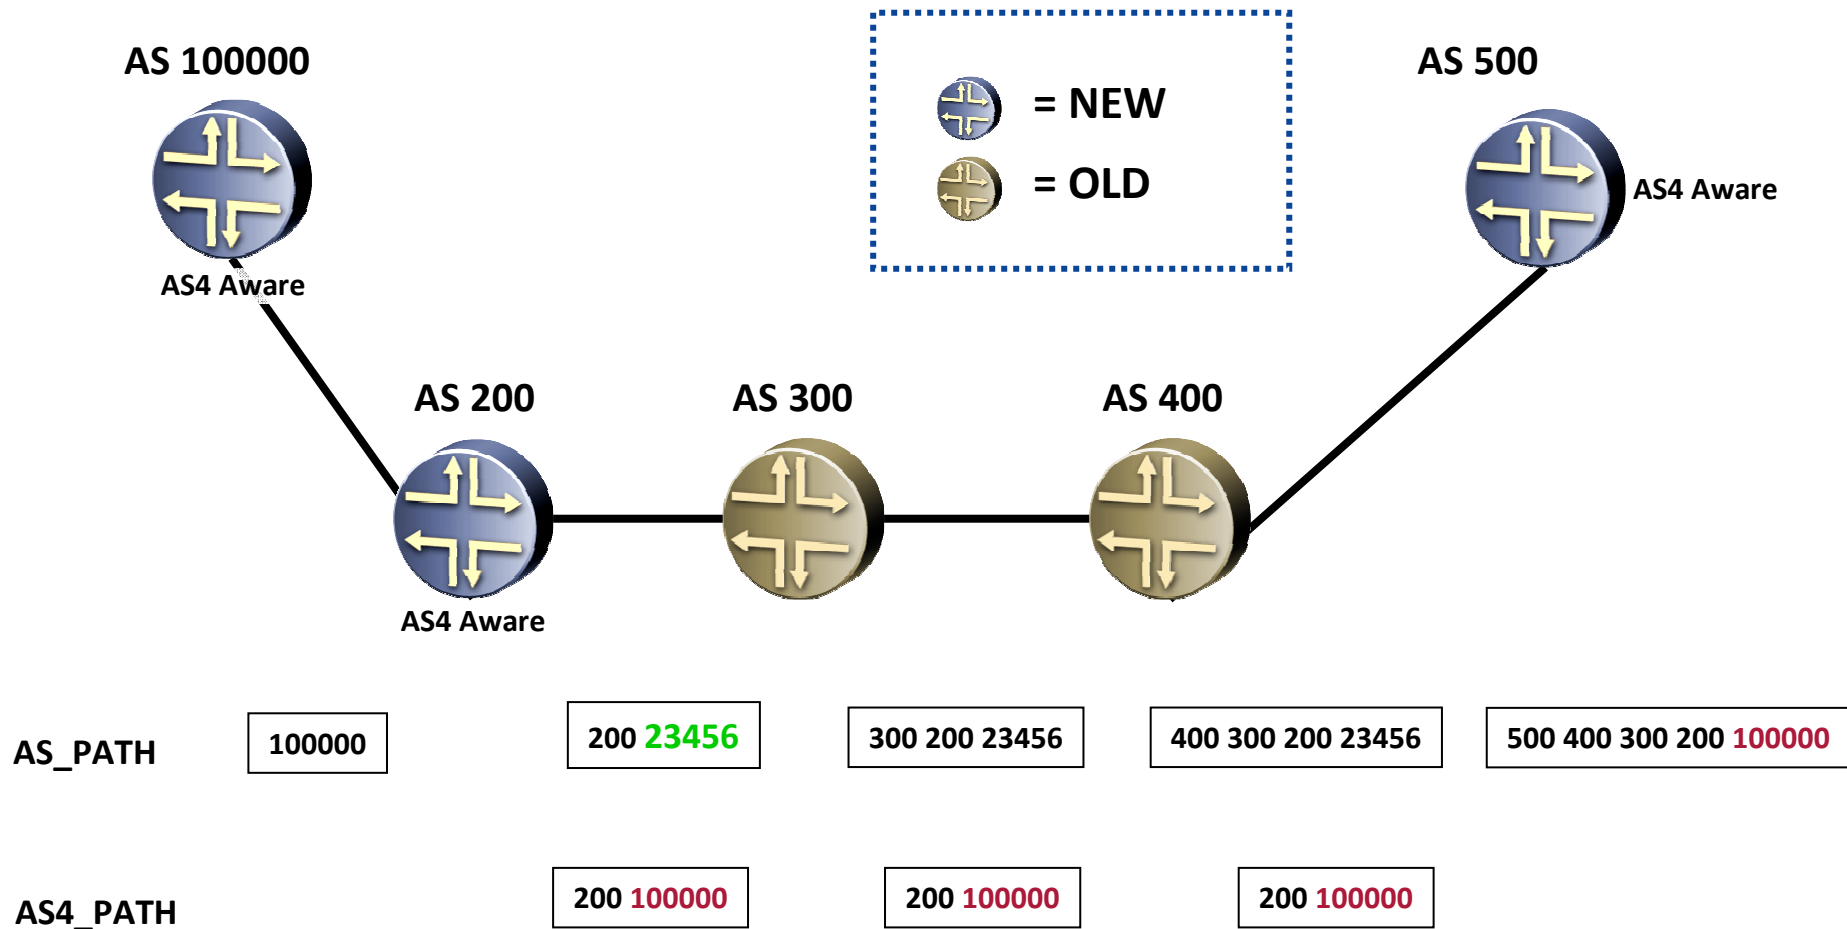 AS 100000
AS4 Aware
= NEW
= OLD
AS 500
AS4 Aware
AS 200
AS 300
AS 400
AS4 Aware
AS_PATH
100000
200 23456
300 200 23456
400 300 200 23456
500 400 300 200 100000
AS4_PATH
200 100000
200 100000
200 100000